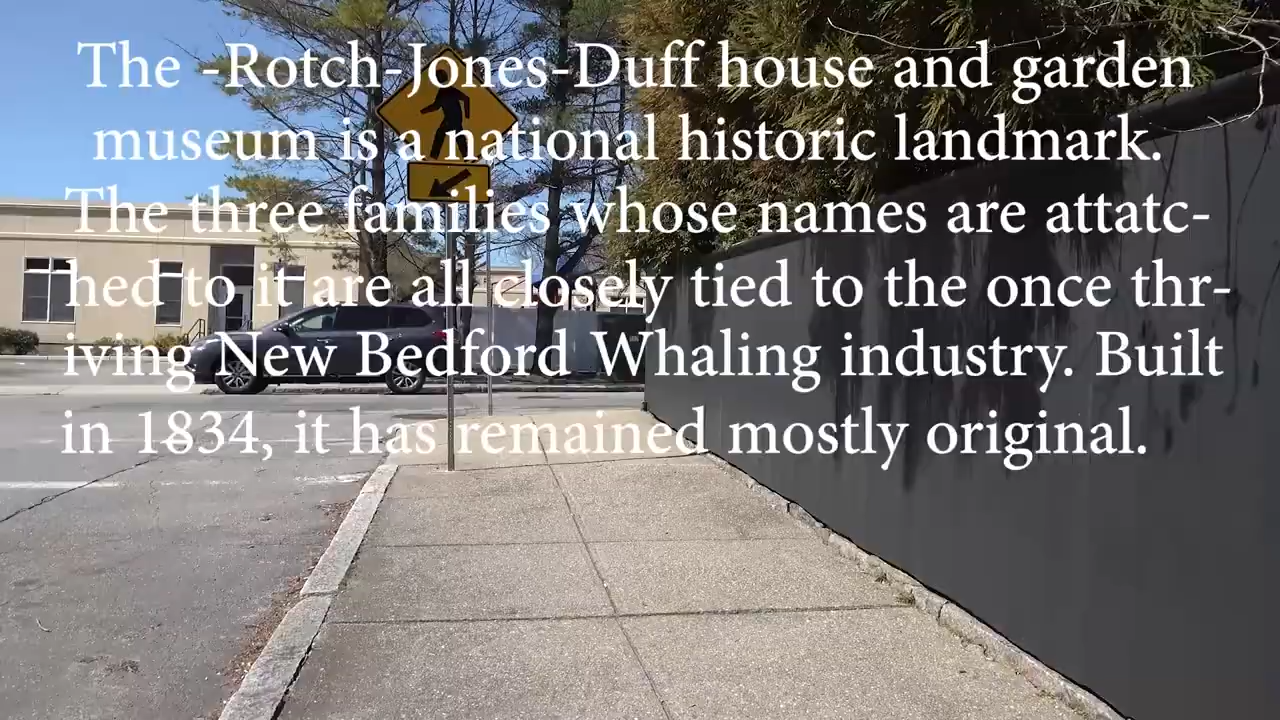 The -Rotch-Jones-Duff house and garden
museum is a national historic landmark.
The three families whose names are attatc-
hed to it are all closely tied to the once thr-
iving New Bedford Whaling industry. Built
in 1834, it has remained mostly original.